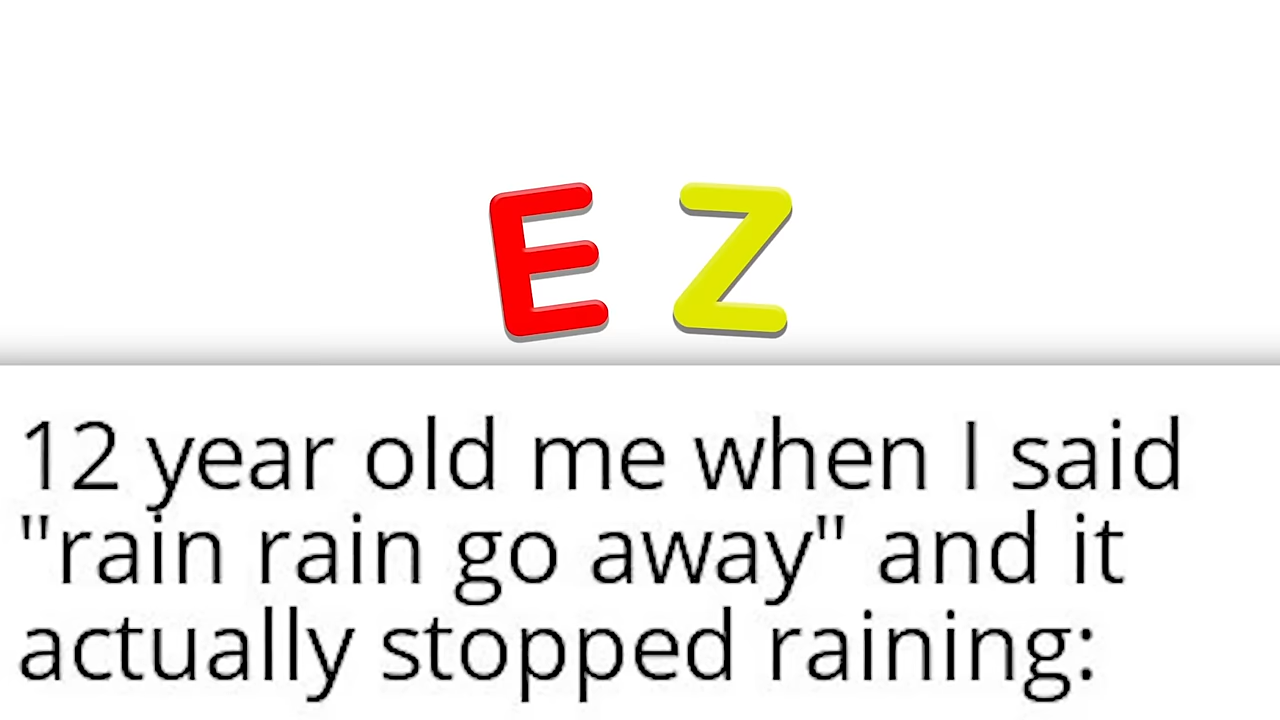 E Z
12 year old me when I said
"rain rain go away" and it
actually stopped raining: